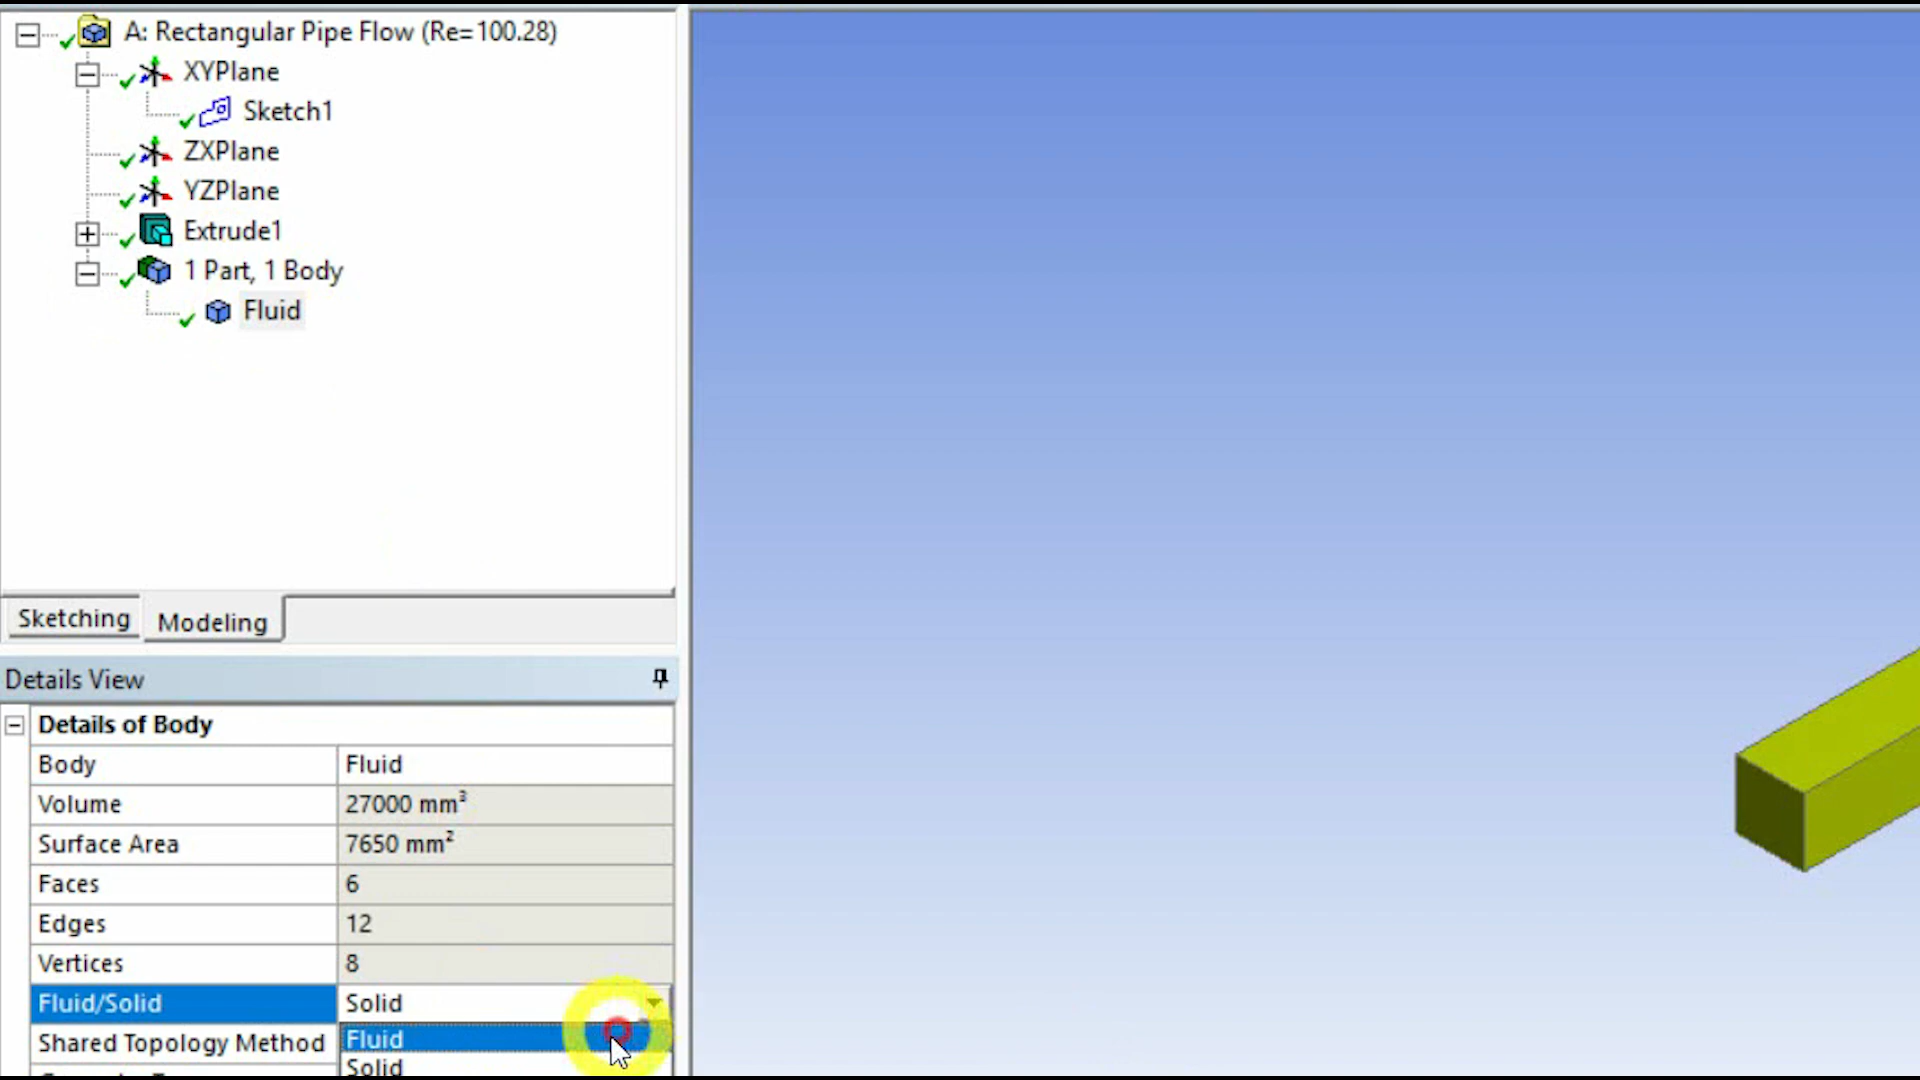 A: Rectangular Pipe Flow (Re=100.28)
XYPlane
Sketch1
ZXPlane
YZPlane
Extrude1
1 Part, 1 Body
Fluid
Sketching Modeling
Details View
Details of Body
Body Fluid
Volume 27000 mm³
Surface Area 7650 mm²
Faces 6
Edges 12
Vertices 8
Fluid/Solid Solid
Shared Topology Method Fluid
Solid